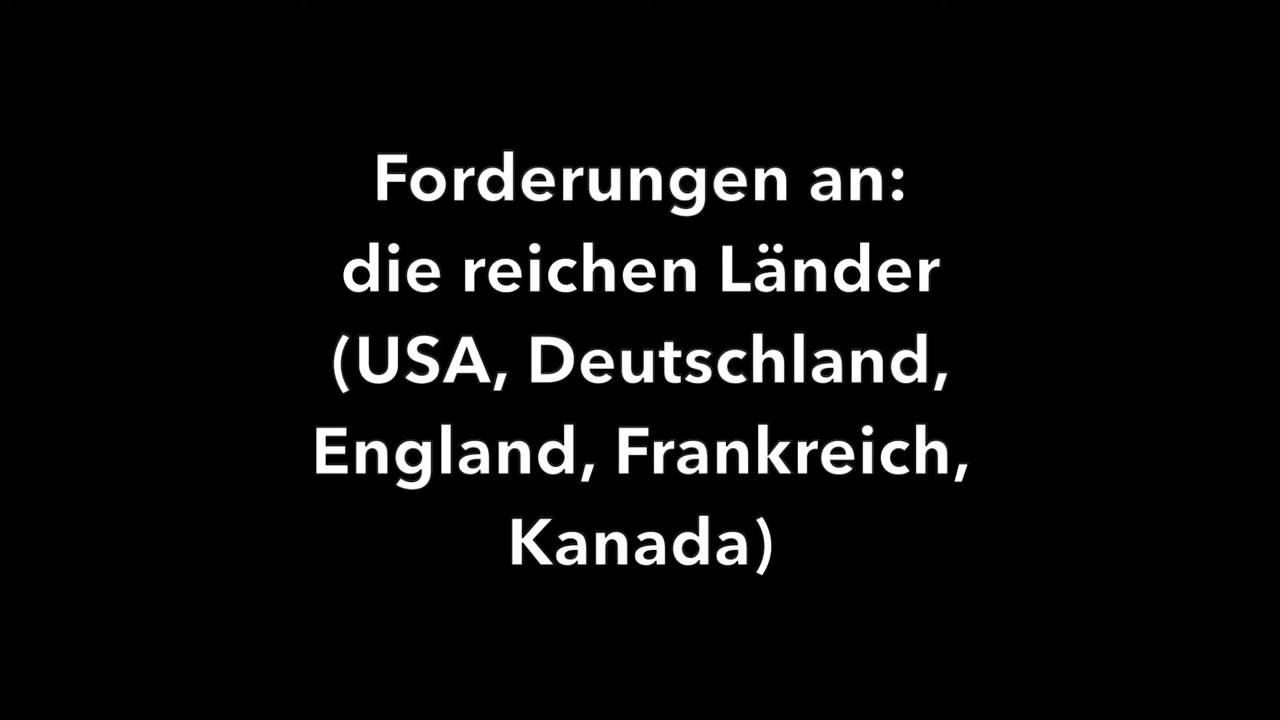 Forderungen an:
die reichen Länder
(USA, Deutschland,
England, Frankreich,
Kanada)